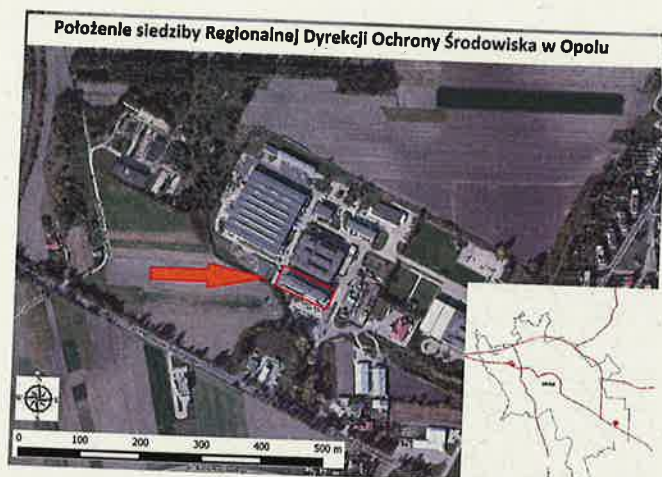 Położenie siedziby Regionalnej Dyrekcji Ochrony Środowiska w Opolu
0 100 200 300 400 500 m